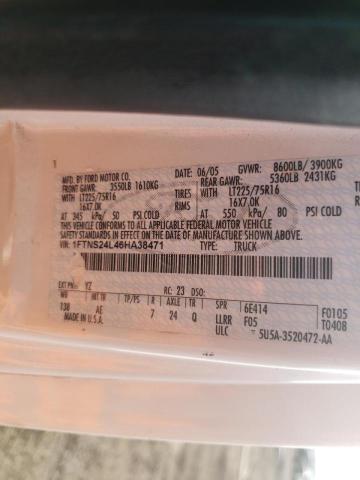 MFD. BY FORD MOTOR CO.
DATE: 06/05 GVWR: 8600LB/ 3900KG
FRONT GAWR: 3550LB 1610KG REAR GAWR: 5360LB 2431KG
WITH LT225/75R16 TIRES WITH LT225/75R16 TIRES
16X7.0K RIMS 16X7.0K RIMS
AT 345 kPa/ 50 PSI COLD AT 550 kPa/ 80 PSI COLD
THIS VEHICLE CONFORMS TO ALL APPLICABLE FEDERAL MOTOR VEHICLE
SAFETY STANDARDS IN EFFECT ON THE DATE OF MANUFACTURE SHOWN ABOVE.
VIN: 1FTNS24L46HA38471
TYPE: TRUCK
EXT PNT: YZ RC: 23 DSO:
WB INT TR TP/PS R AXLE TR SPR 6E414 F0105
138 AE 7 24 Q LLRR F05 T0408
MADE IN U.S.A. ULC 5U5A-3520472-AA